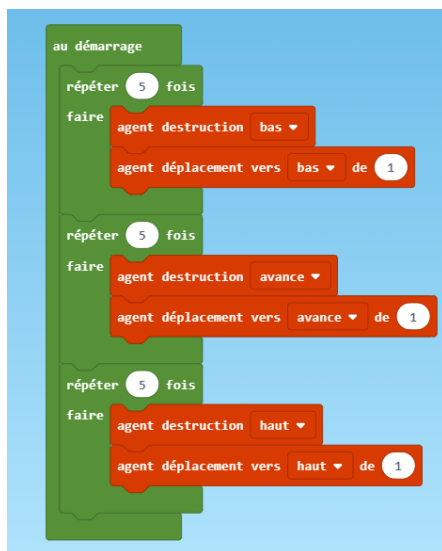 au démarrage
répéter 5 fois
faire
agent destruction bas
agent déplacement vers bas de 1
répéter 5 fois
faire
agent destruction avance
agent déplacement vers avance de 1
répéter 5 fois
faire
agent destruction haut
agent déplacement vers haut de 1